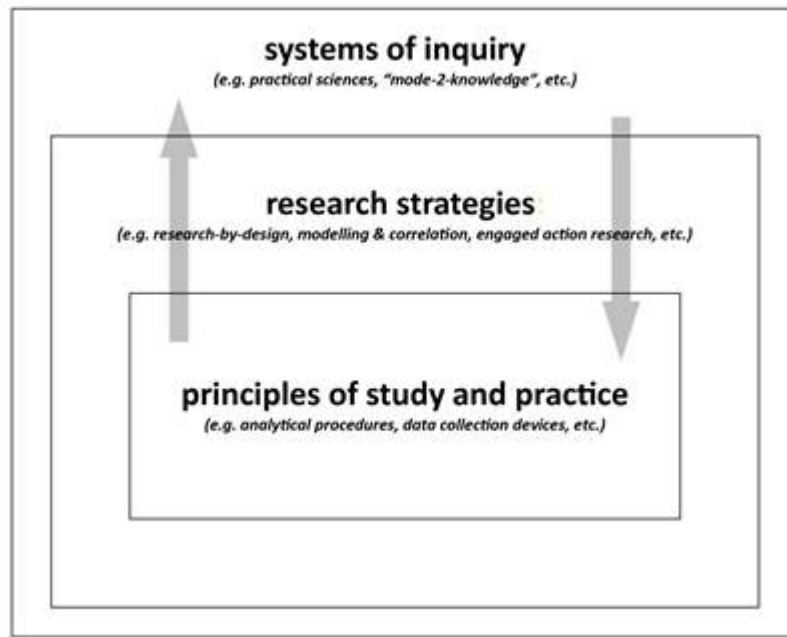 systems of inquiry
(e.g. practical sciences, “mode-2-knowledge”, etc.)
research strategies
(e.g. research-by-design, modelling & correlation, engaged action research, etc.)
principles of study and practice
(e.g. analytical procedures, data collection devices, etc.)